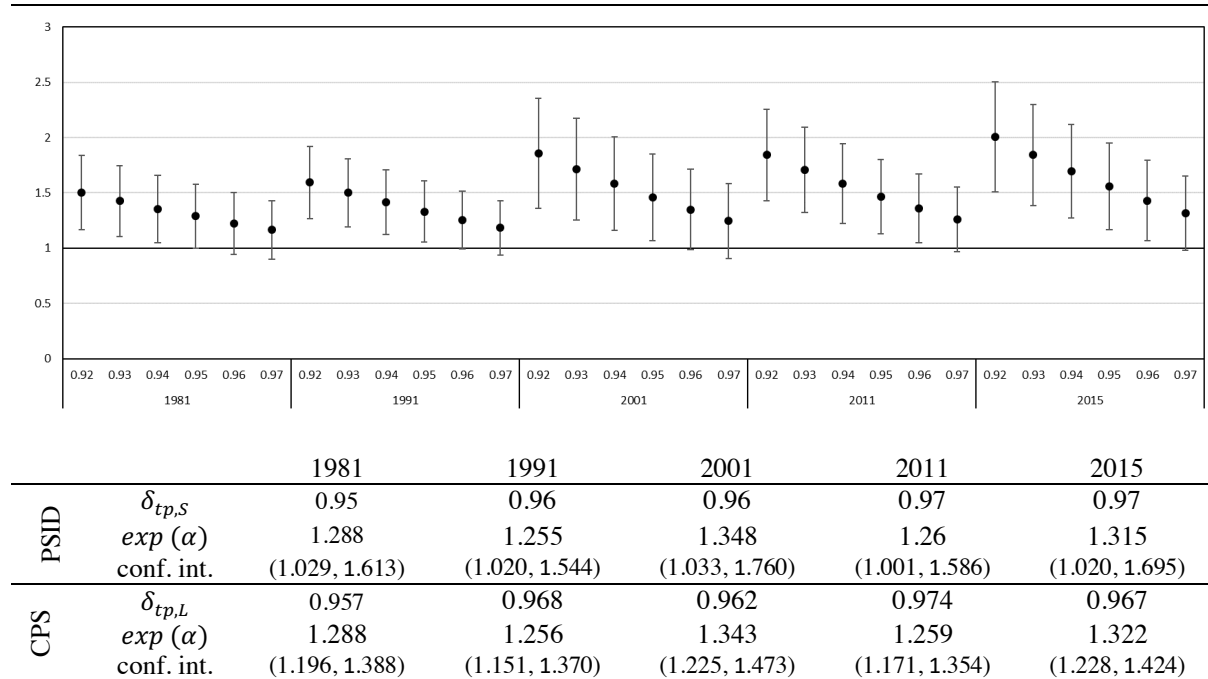 3
2.5
2
1.5
1
0.5
0
0.92 0.93 0.94 0.95 0.96 0.97 0.92 0.93 0.94 0.95 0.96 0.97 0.92 0.93 0.94 0.95 0.96 0.97 0.92 0.93 0.94 0.95 0.96 0.97 0.92 0.93 0.94 0.95 0.96 0.97
1981 1991 2001 2011 2015
1981 1991 2001 2011 2015
PSID
δtp,S 0.95 0.96 0.96 0.97 0.97
exp (α) 1.288 1.255 1.348 1.26 1.315
conf. int. (1.029, 1.613) (1.020, 1.544) (1.033, 1.760) (1.001, 1.586) (1.020, 1.695)
CPS
δtp,L 0.957 0.968 0.962 0.974 0.967
exp (α) 1.288 1.256 1.343 1.259 1.322
conf. int. (1.196, 1.388) (1.151, 1.370) (1.225, 1.473) (1.171, 1.354) (1.228, 1.424)